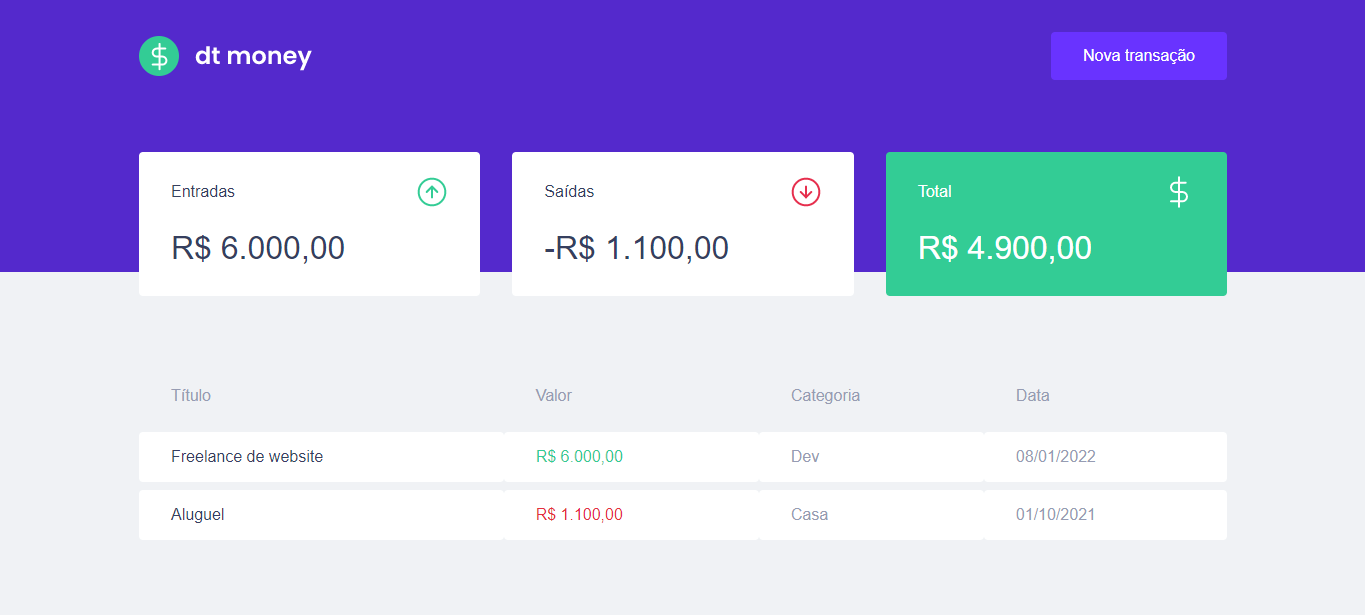 $ dt money
Nova transação
Entradas
R$ 6.000,00
Saídas
-R$ 1.100,00
Total $
R$ 4.900,00
Título Valor Categoria Data
Freelance de website R$ 6.000,00 Dev 08/01/2022
Aluguel R$ 1.100,00 Casa 01/10/2021